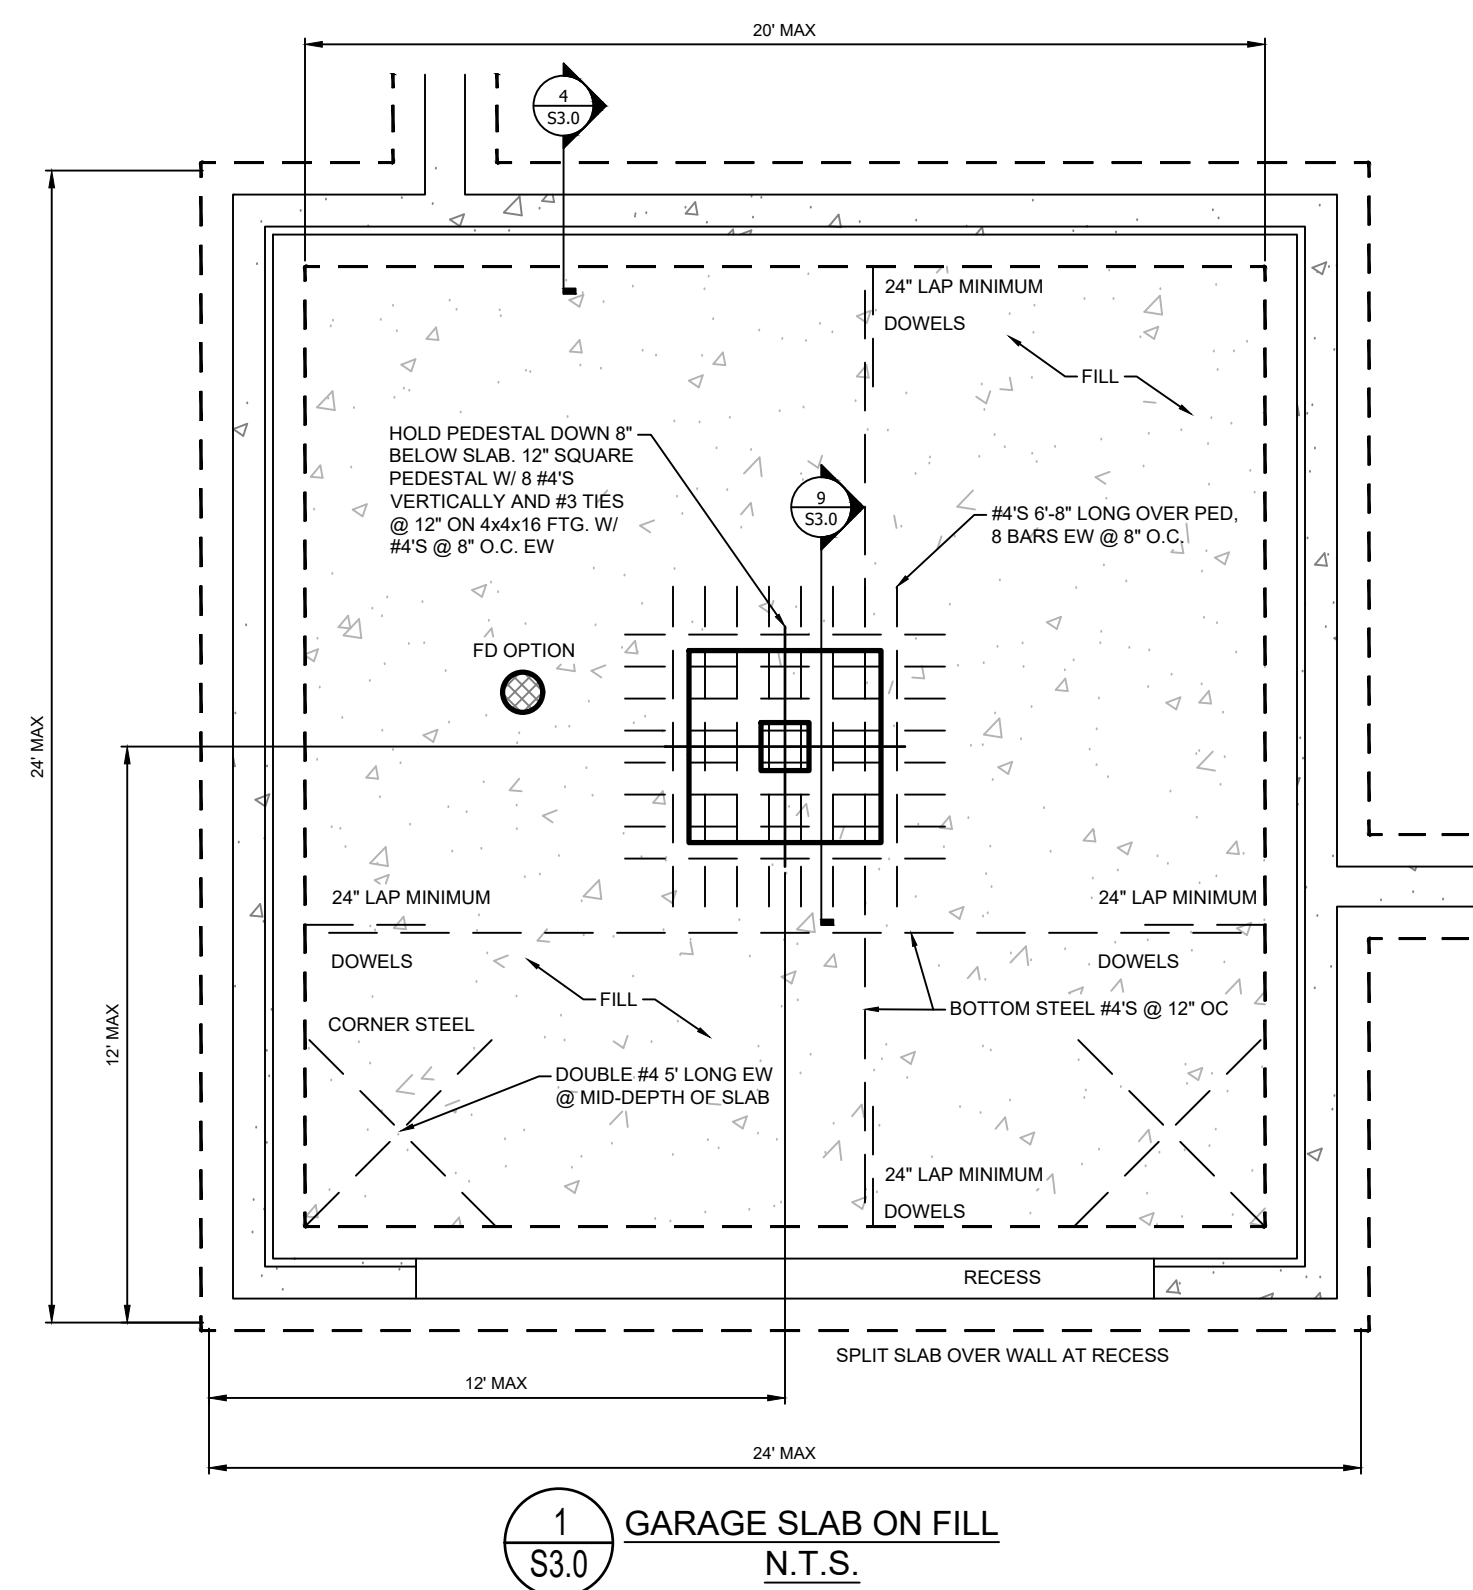 20' MAX
4
S3.0
24" LAP MINIMUM
DOWELS
FILL
HOLD PEDESTAL DOWN 8"
BELOW SLAB. 12" SQUARE
PEDESTAL W/ 8 #4'S
VERTICALLY AND #3 TIES
@ 12" ON 4x4x16 FTG. W/
#4'S @ 8" O.C. EW
9
S3.0
#4'S 6'-8" LONG OVER PED,
8 BARS EW @ 8" O.C.
FD OPTION
24' MAX
24" LAP MINIMUM
24" LAP MINIMUM
DOWELS
DOWELS
FILL
BOTTOM STEEL #4'S @ 12" OC
12' MAX
CORNER STEEL
DOUBLE #4 5' LONG EW
@ MID-DEPTH OF SLAB
24" LAP MINIMUM
DOWELS
RECESS
SPLIT SLAB OVER WALL AT RECESS
12' MAX
24' MAX
1
S3.0
GARAGE SLAB ON FILL
N.T.S.